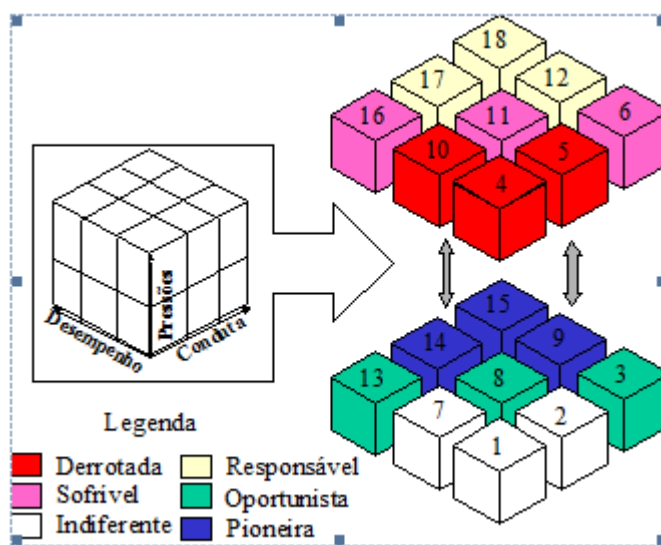 18
17 12
16 11 6
10 5
4
Pressões
Desempenho Conduta
15
14 9
13 8 3
7 2
1
Legenda
Derrotada Responsável
Sofrível Oportunista
Indiferente Pioneira